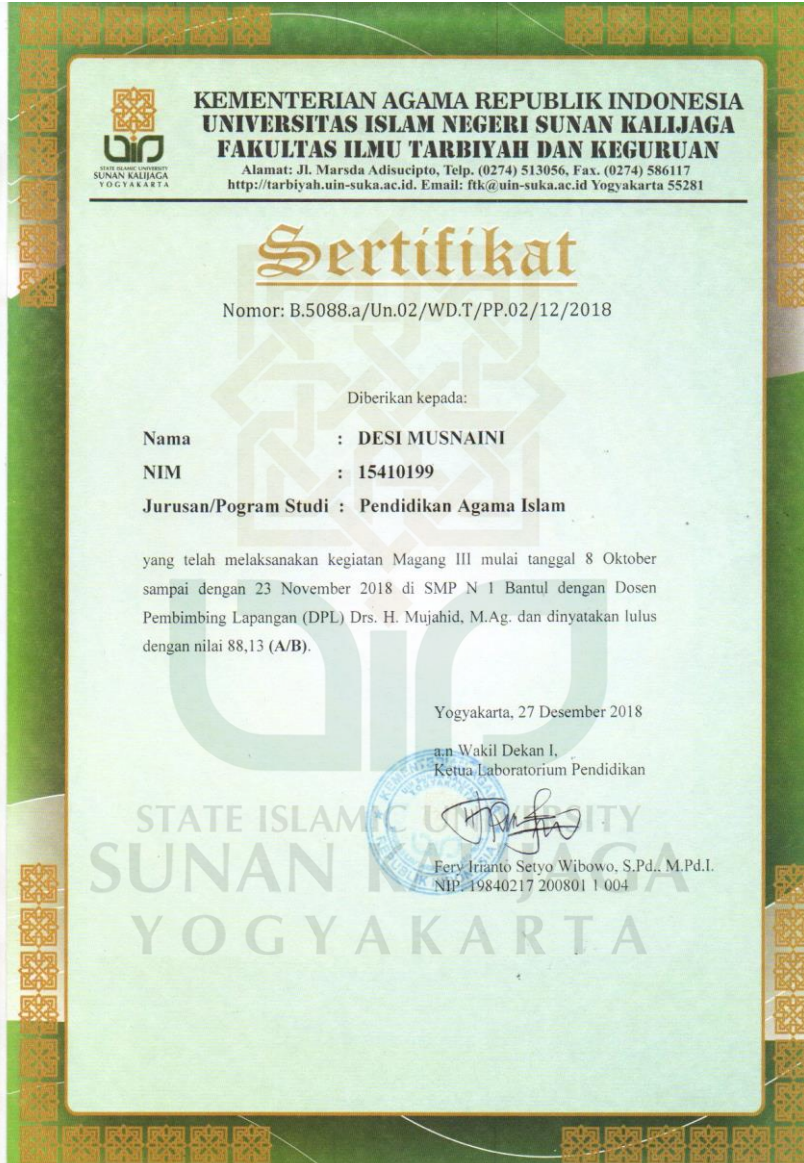 KEMENTERIAN AGAMA REPUBLIK INDONESIA
UNIVERSITAS ISLAM NEGERI SUNAN KALIJAGA
FAKULTAS ILMU TARBIYAH DAN KEGURUAN
Alamat: Jl. Marsda Adisucipto, Telp. (0274) 513056, Fax. (0274) 586117
http://tarbiyah.uin-suka.ac.id. Email: ftk@uin-suka.ac.id Yogyakarta 55281
STATE ISLAMIC UNIVERSITY
SUNAN KALIJAGA
YOGYAKARTA
Sertifikat
Nomor: B.5088.a/Un.02/WD.T/PP.02/12/2018
Diberikan kepada:
Nama : DESI MUSNAINI
NIM : 15410199
Jurusan/Pogram Studi : Pendidikan Agama Islam
yang telah melaksanakan kegiatan Magang III mulai tanggal 8 Oktober
sampai dengan 23 November 2018 di SMP N 1 Bantul dengan Dosen
Pembimbing Lapangan (DPL) Drs. H. Mujahid, M.Ag. dan dinyatakan lulus
dengan nilai 88,13 (A/B).
Yogyakarta, 27 Desember 2018
a.n Wakil Dekan I,
Ketua Laboratorium Pendidikan
Fery Irianto Setyo Wibowo, S.Pd., M.Pd.I.
NIP. 19840217 200801 1 004
STATE ISLAMIC UNIVERSITY
SUNAN KALIJAGA
YOGYAKARTA